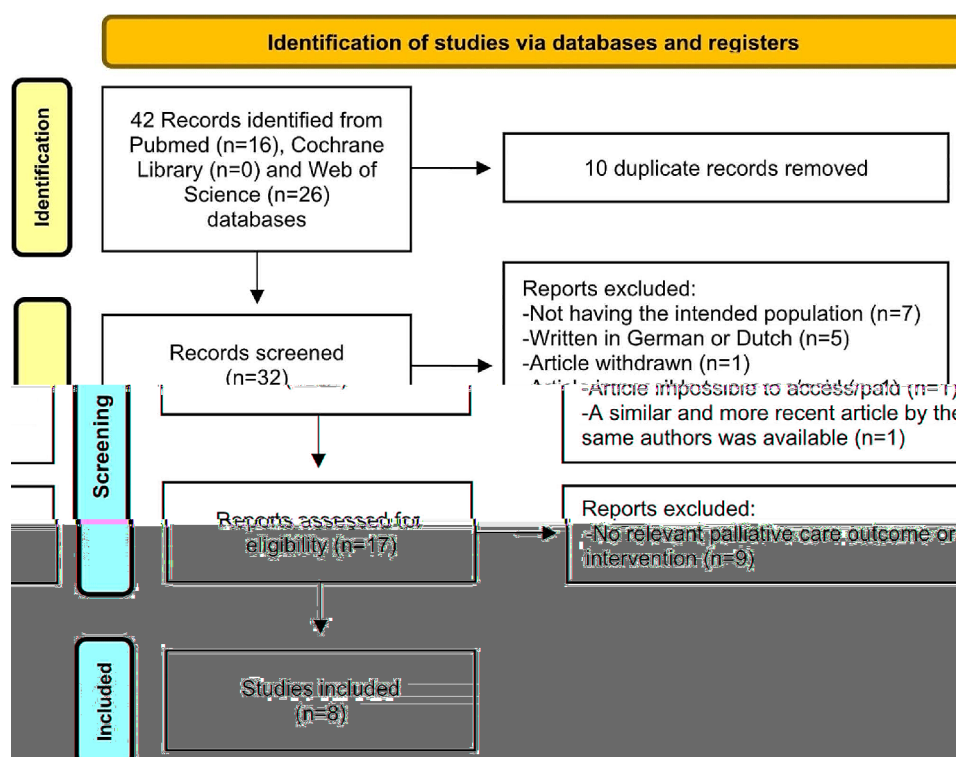 Identification of studies via databases and registers
Identification
42 Records identified from
Pubmed (n=16), Cochrane
Library (n=0) and Web of
Science (n=26)
databases
10 duplicate records removed
Records screened
(n=32)
Reports excluded:
-Not having the intended population (n=7)
-Written in German or Dutch (n=5)
-Article withdrawn (n=1)
-Article impossible to access/paid (n=1)
-A similar and more recent article by the
same authors was available (n=1)
Screening
Reports assessed for
eligibility (n=17)
Reports excluded:
-No relevant palliative care outcome or
intervention (n=9)
Included
Studies included
(n=8)